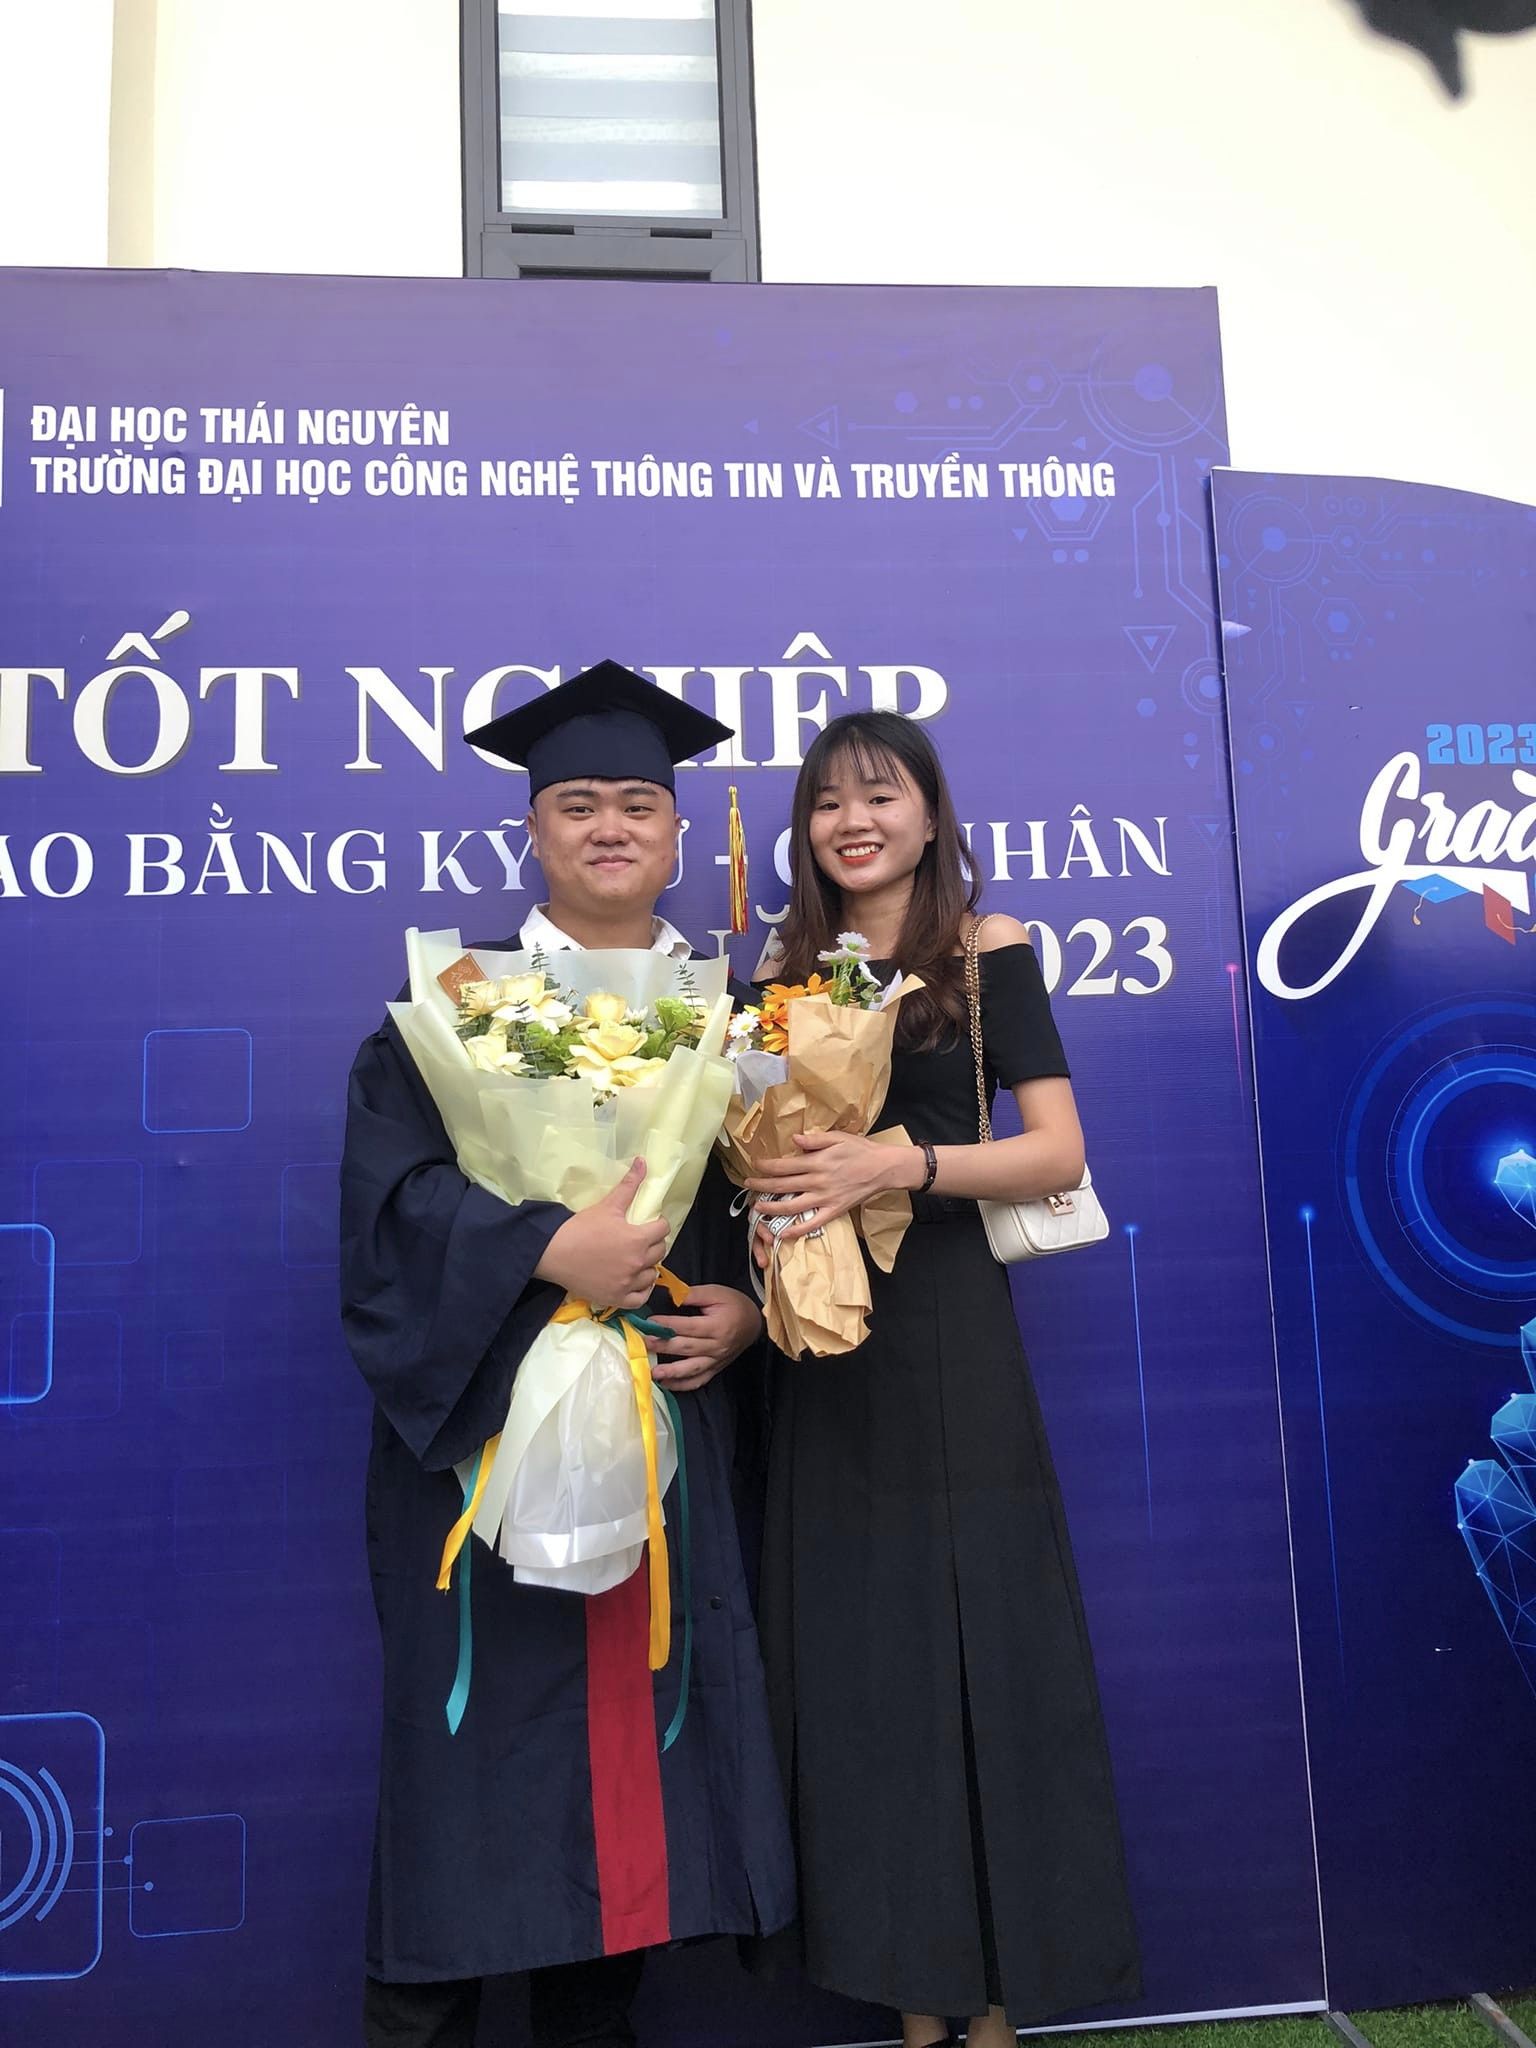 ĐẠI HỌC THÁI NGUYÊN
TRƯỜNG ĐẠI HỌC CÔNG NGHỆ THÔNG TIN VÀ TRUYỀN THÔNG
TỐT NGHIỆP
BẰNG KỸ
NHÂN
2023
2023